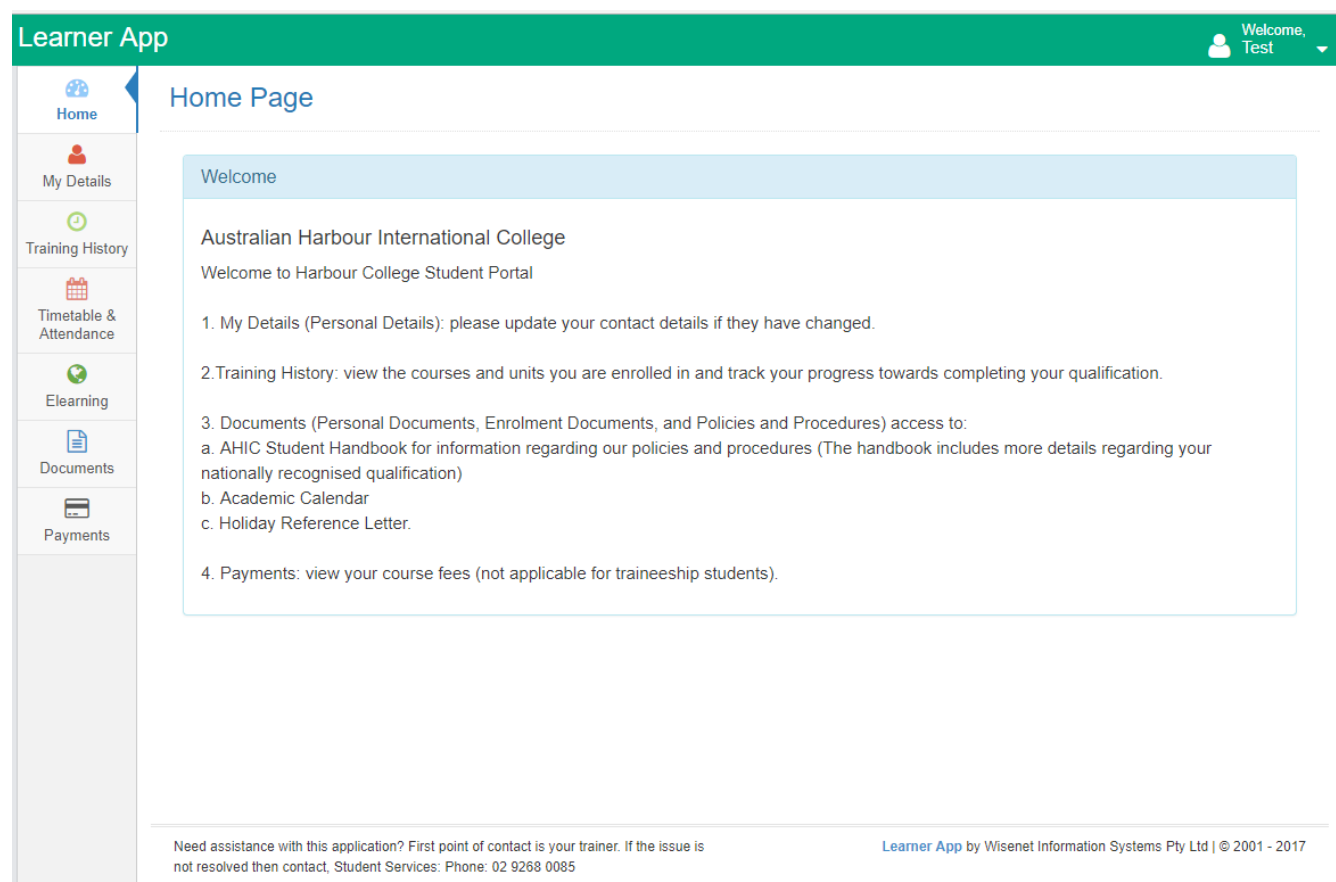 Learner App
Welcome,
Test
Home
My Details
Training History
Timetable &
Attendance
Elearning
Documents
Payments
Home Page
Welcome
Australian Harbour International College
Welcome to Harbour College Student Portal
1. My Details (Personal Details): please update your contact details if they have changed.
2.Training History: view the courses and units you are enrolled in and track your progress towards completing your qualification.
3. Documents (Personal Documents, Enrolment Documents, and Policies and Procedures) access to:
a. AHIC Student Handbook for information regarding our policies and procedures (The handbook includes more details regarding your
nationally recognised qualification)
b. Academic Calendar
c. Holiday Reference Letter.
4. Payments: view your course fees (not applicable for traineeship students).
Need assistance with this application? First point of contact is your trainer. If the issue is
not resolved then contact, Student Services: Phone: 02 9268 0085
Learner App by Wisenet Information Systems Pty Ltd | © 2001 - 2017